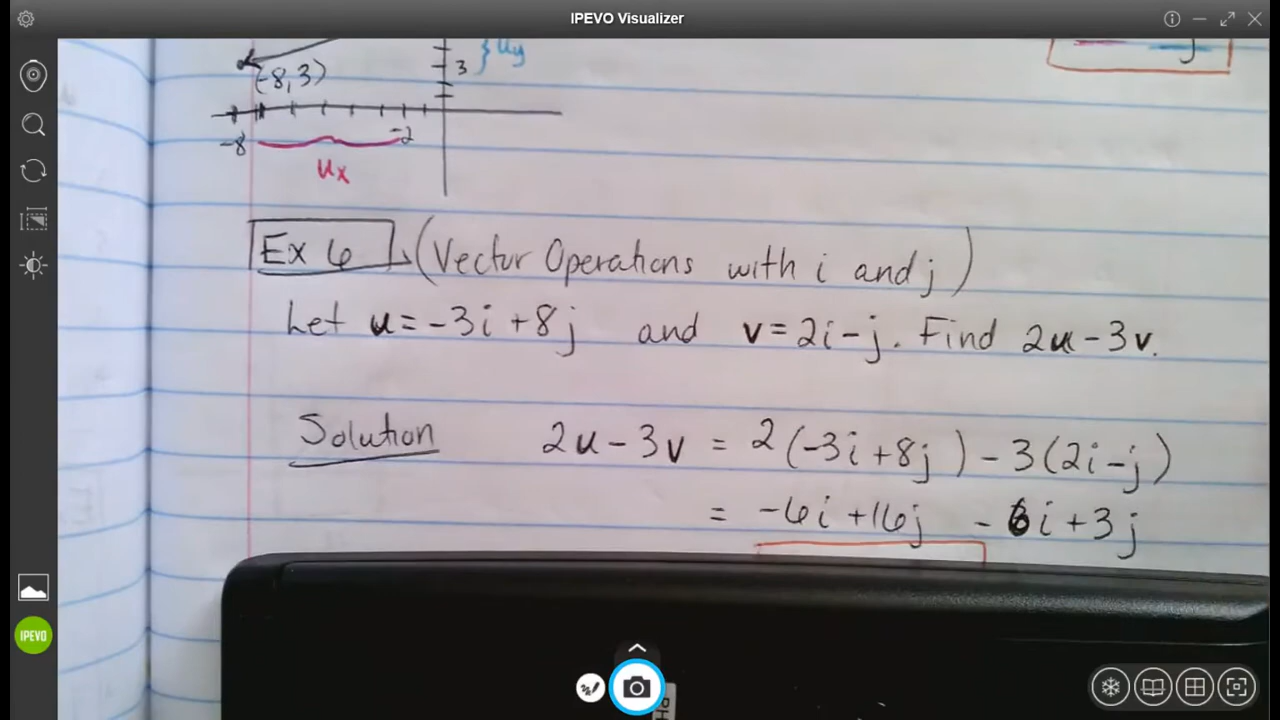 IPEVO Visualizer
(-8,3)
3
} uy
j
-8
-2
ux
Ex 6 (Vector Operations with i and j)
Let u = -3i + 8j and v = 2i - j. Find 2u - 3v.
Solution 2u - 3v = 2(-3i + 8j) - 3(2i - j)
= -6i + 16j - 6i + 3j
IPEVO